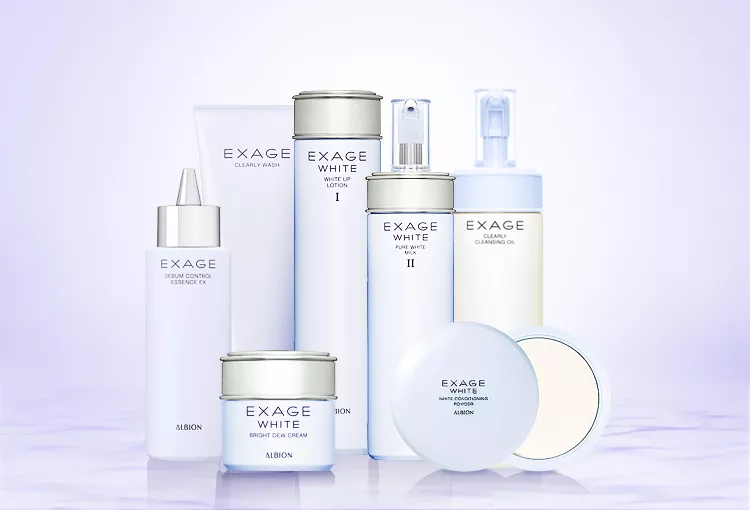 EXAGE
CLEARLY WASH
EXAGE
WHITE
WHITE UP
LOTION
I
EXAGE
WHITE
PURE WHITE
MILK
II
EXAGE
CLEARLY
CLEANSING OIL
EXAGE
SEBUM CONTROL
ESSENCE EX
ALBION
EXAGE
WHITE
BRIGHT DEW CREAM
ALBION
EXAGE
WHITE
WHITE CONDITIONING
POWDER
ALBION